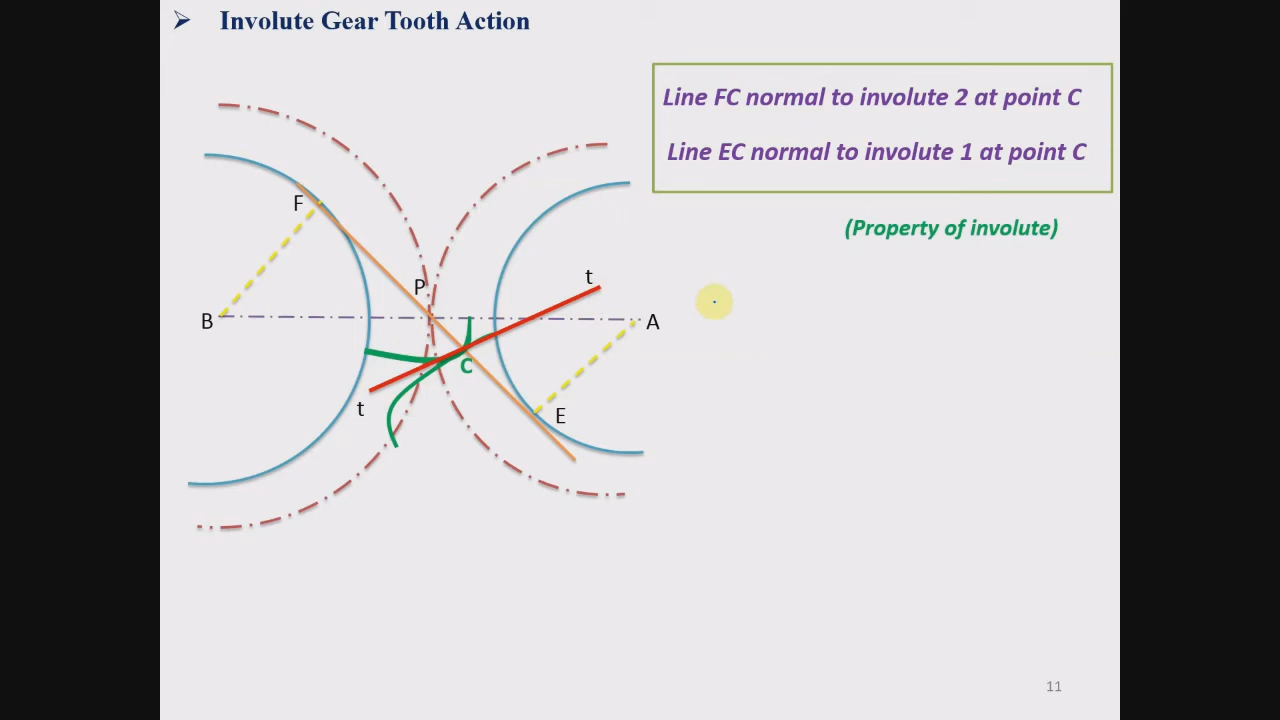 Involute Gear Tooth Action
Line FC normal to involute 2 at point C
Line EC normal to involute 1 at point C
(Property of involute)
F
P
t
B
A
C
t
E
11